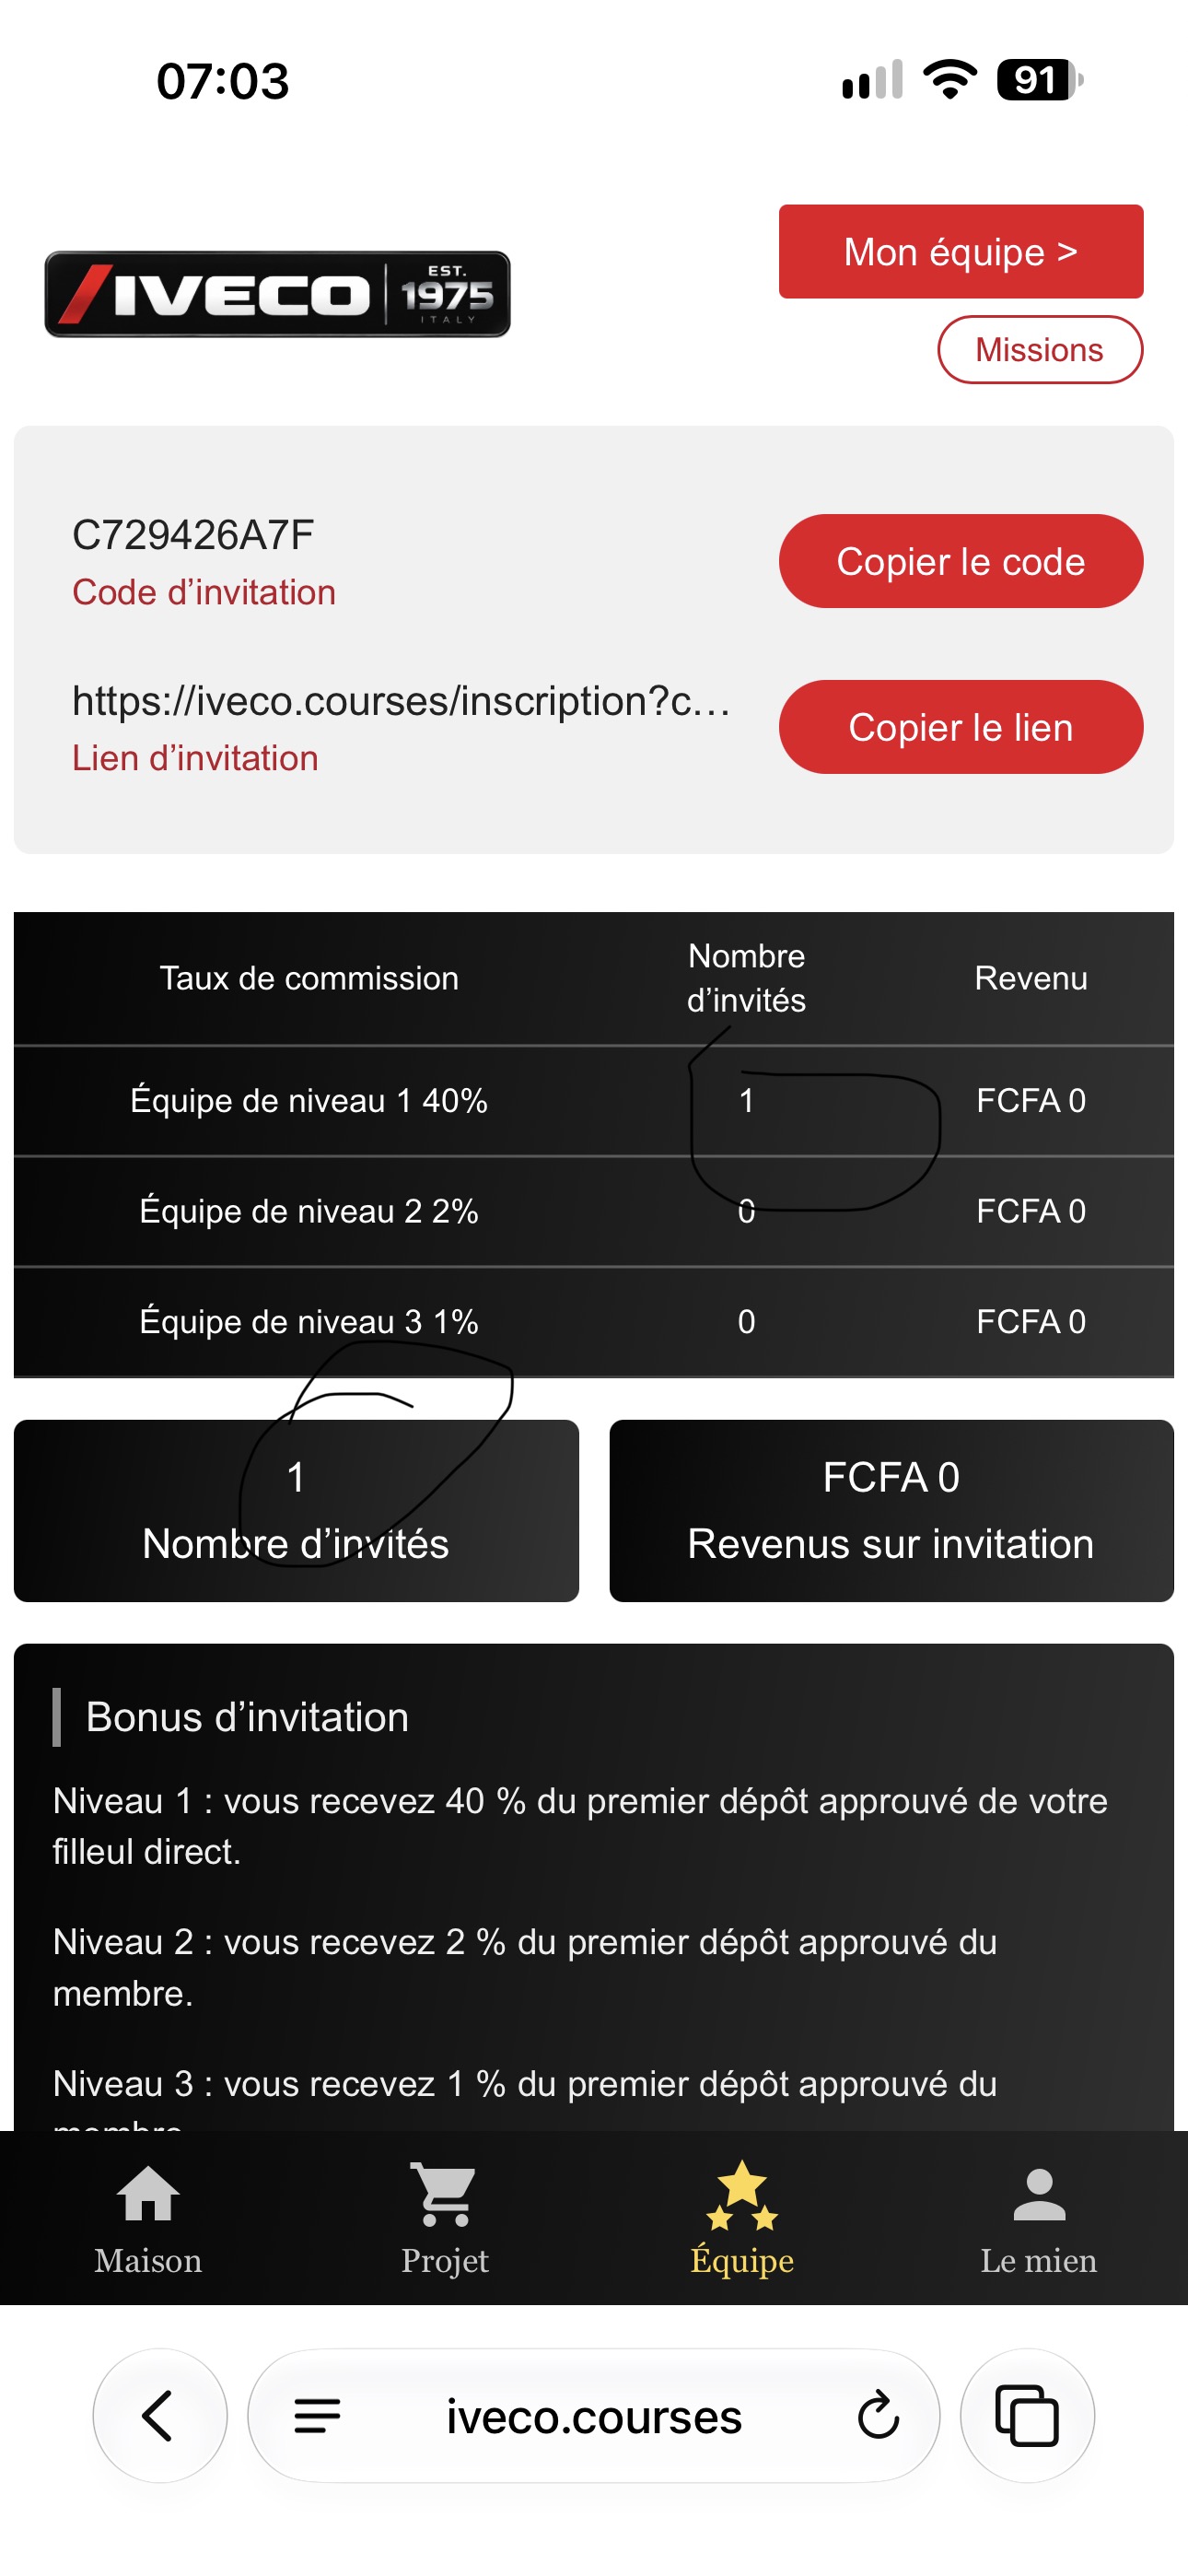 07:03
91
IVECO EST. 1975 ITALY
Mon équipe >
Missions
C729426A7F
Copier le code
Code d’invitation
https://iveco.courses/inscription?c...
Copier le lien
Lien d’invitation
Taux de commission Nombre d’invités Revenu
Équipe de niveau 1 40% 1 FCFA 0
Équipe de niveau 2 2% 0 FCFA 0
Équipe de niveau 3 1% 0 FCFA 0
1
Nombre d’invités
FCFA 0
Revenus sur invitation
Bonus d’invitation
Niveau 1 : vous recevez 40 % du premier dépôt approuvé de votre
filleul direct.
Niveau 2 : vous recevez 2 % du premier dépôt approuvé du
membre.
Niveau 3 : vous recevez 1 % du premier dépôt approuvé du
Maison Projet Équipe Le mien
iveco.courses